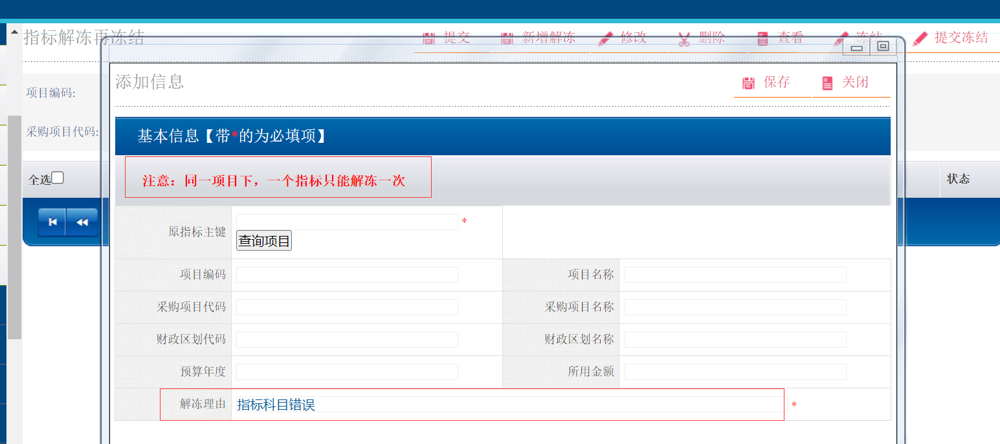 指标解冻再冻结 提交 新增解冻 修改 删除 查看 冻结 提交冻结
添加信息 保存 关闭
项目编码:
采购项目代码:
基本信息【带*的为必填项】
全选 状态
注意：同一项目下，一个指标只能解冻一次
原指标主键 *
查询项目
项目编码 项目名称
采购项目代码 采购项目名称
财政区划代码 财政区划名称
预算年度 所用金额
解冻理由 指标科目错误 *